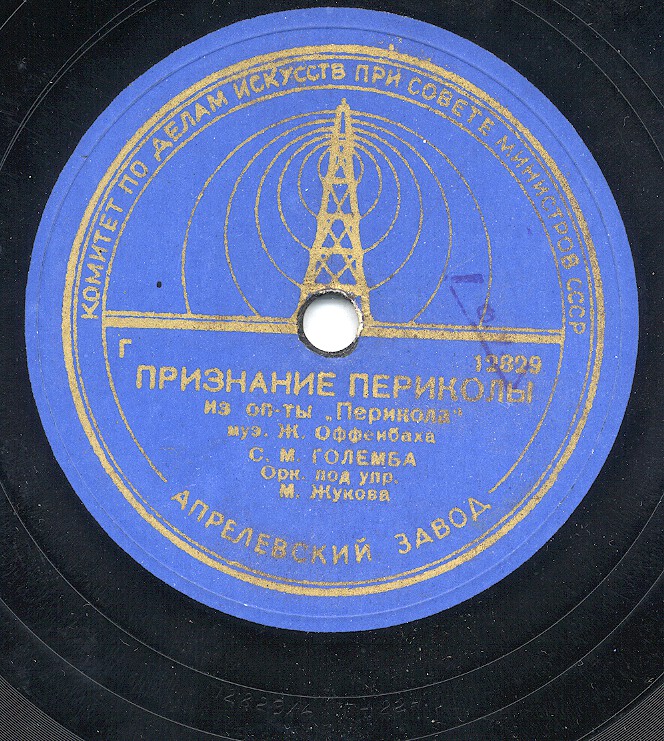 КОМИТЕТ ПО ДЕЛАМ ИСКУССТВ ПРИ СОВЕТЕ МИНИСТРОВ СССР
Г 12829
ПРИЗНАНИЕ ПЕРИКОЛЫ
из оп-ты „Перикола"
муз. Ж. Оффенбаха
С. М. ГОЛЕМБА
Орк. под упр.
М. Жукова
АПРЕЛЕВСКИЙ ЗАВОД